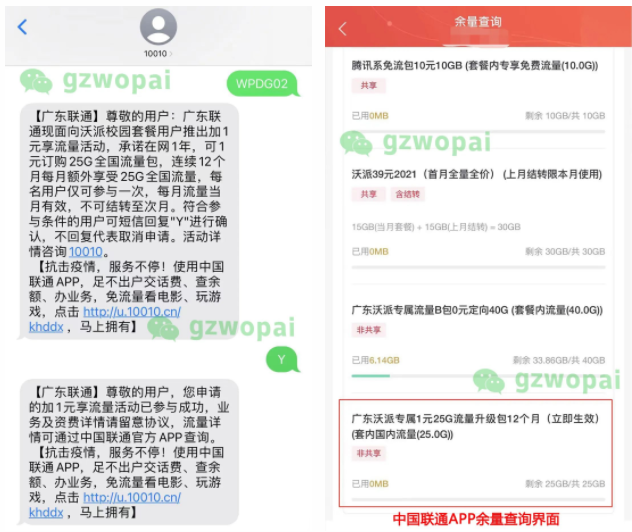 10010
gzwopai
WPDG02
【广东联通】尊敬的用户：广东联
通现面向沃派校园套餐用户推出加1
元享流量活动，承诺在网1年，可1
元订购25G全国流量包，连续12个
月每月额外享受25G全国流量，每
名用户仅可参与一次，每月流量当
月有效，不可结转至次月。符合参
与条件的用户可短信回复"Y"进行确
认，不回复代表取消申请。活动详
情咨询10010。
【抗击疫情，服务不停！使用中国
联通APP，足不出户交话费、查余
额、办业务，免流量看电影、玩游
戏，点击 http://u.10010.cn/
khddx ，马上拥有】
gzwopai
Y
【广东联通】尊敬的用户，您申请
的加1元享流量活动已参与成功，业
务及资费详情请留意协议，流量详
情可通过中国联通官方APP查询。
【抗击疫情，服务不停！使用中国
联通APP，足不出户交话费、查余
额、办业务，免流量看电影、玩游
戏，点击 http://u.10010.cn/
khddx ，马上拥有】
余量查询
腾讯系免流包10元10GB (套餐内专享免费流量(10.0G))
共享
已用0MB
剩余 10GB/共 10GB
gzwopai
沃派39元2021（首月全量全价） (上月结转限本月使用)
共享 含结转
15GB(当月套餐) + 15GB(上月结转) = 30GB
已用0MB
剩余 30GB/共 30GB
广东沃派专属流量B包0元定向40G (套餐内流量(40.0G))
非共享
已用6.14GB
剩余 33.86GB/共 40GB
gzwopai
广东沃派专属1元25G流量升级包12个月（立即生效）
(套内国内流量(25.0G))
非共享
已用0MB
剩余 25GB/共 25GB
中国联通APP余量查询界面